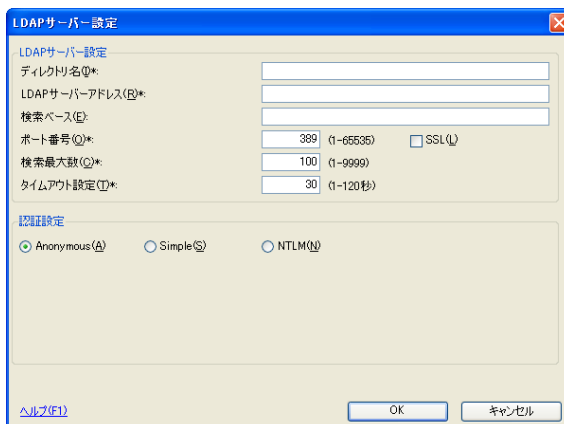 LDAPサーバー設定
LDAPサーバー設定
ディレクトリ名(I)*:
LDAPサーバーアドレス(R)*:
検索ベース(E):
ポート番号(O)*: 389 (1-65535) SSL(L)
検索最大数(C)*: 100 (1-9999)
タイムアウト設定(T)*: 30 (1-120秒)
認証設定
Anonymous(A) Simple(S) NTLM(N)
ヘルプ(F1) OK キャンセル